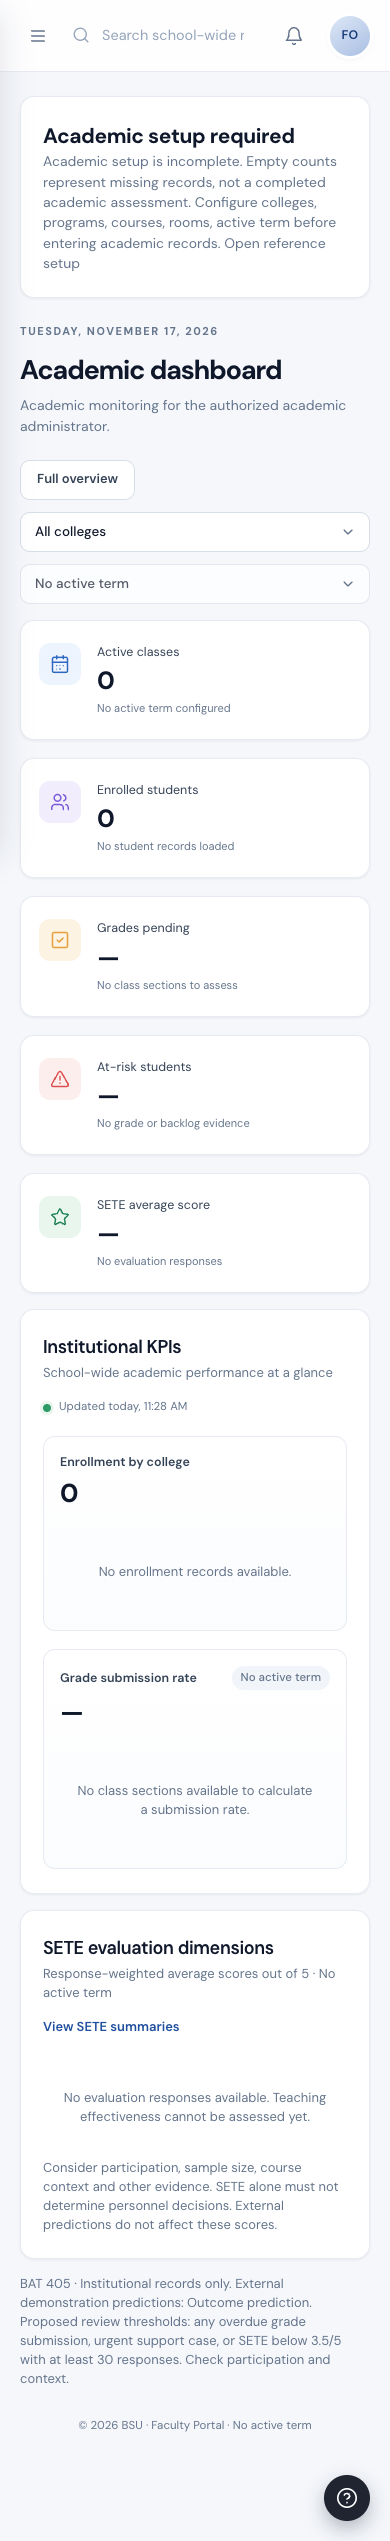 Search school-wide r
FO
Academic setup required
Academic setup is incomplete. Empty counts
represent missing records, not a completed
academic assessment. Configure colleges,
programs, courses, rooms, active term before
entering academic records. Open reference
setup
TUESDAY, NOVEMBER 17, 2026
Academic dashboard
Academic monitoring for the authorized academic
administrator.
Full overview
All colleges
No active term
Active classes
0
No active term configured
Enrolled students
0
No student records loaded
Grades pending
—
No class sections to assess
At-risk students
—
No grade or backlog evidence
SETE average score
—
No evaluation responses
Institutional KPIs
School-wide academic performance at a glance
Updated today, 11:28 AM
Enrollment by college
0
No enrollment records available.
Grade submission rate No active term
—
No class sections available to calculate
a submission rate.
SETE evaluation dimensions
Response-weighted average scores out of 5 · No
active term
View SETE summaries
No evaluation responses available. Teaching
effectiveness cannot be assessed yet.
Consider participation, sample size, course
context and other evidence. SETE alone must not
determine personnel decisions. External
predictions do not affect these scores.
BAT 405 · Institutional records only. External
demonstration predictions: Outcome prediction.
Proposed review thresholds: any overdue grade
submission, urgent support case, or SETE below 3.5/5
with at least 30 responses. Check participation and
context.
© 2026 BSU · Faculty Portal · No active term